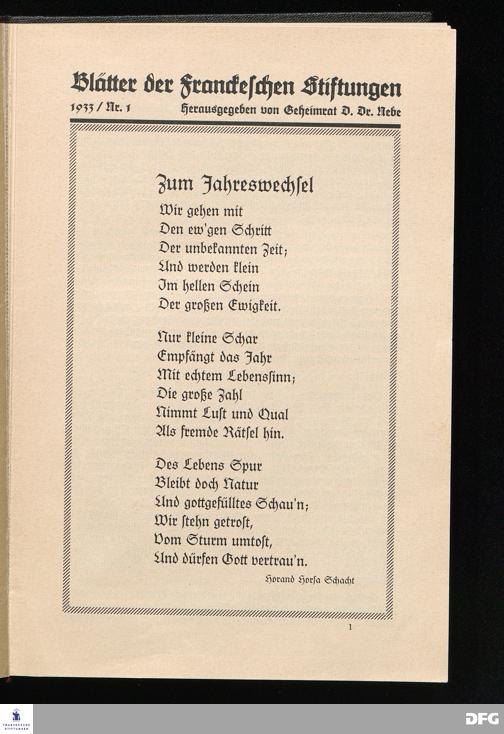 Blätter der Franckeſchen Stiftungen
1933 / Nr. 1 Herausgegeben von Geheimrat D. Dr. Nebe
Zum Jahreswechſel
Wir gehen mit
Den ew'gen Schritt
Der unbekannten Zeit;
Und werden klein
Im hellen Schein
Der großen Ewigkeit.
Nur kleine Schar
Empfängt das Jahr
Mit echtem Lebensſinn;
Die große Zahl
Nimmt Luſt und Qual
Als fremde Rätſel hin.
Des Lebens Spur
Bleibt doch Natur
Und gottgefülltes Schau'n;
Wir ſtehn getroſt,
Vom Sturm umtoſt,
Und dürfen Gott vertrau'n.
Horand Horſa Schacht
1
FRANCKESCHE
STIFTUNGEN
DFG